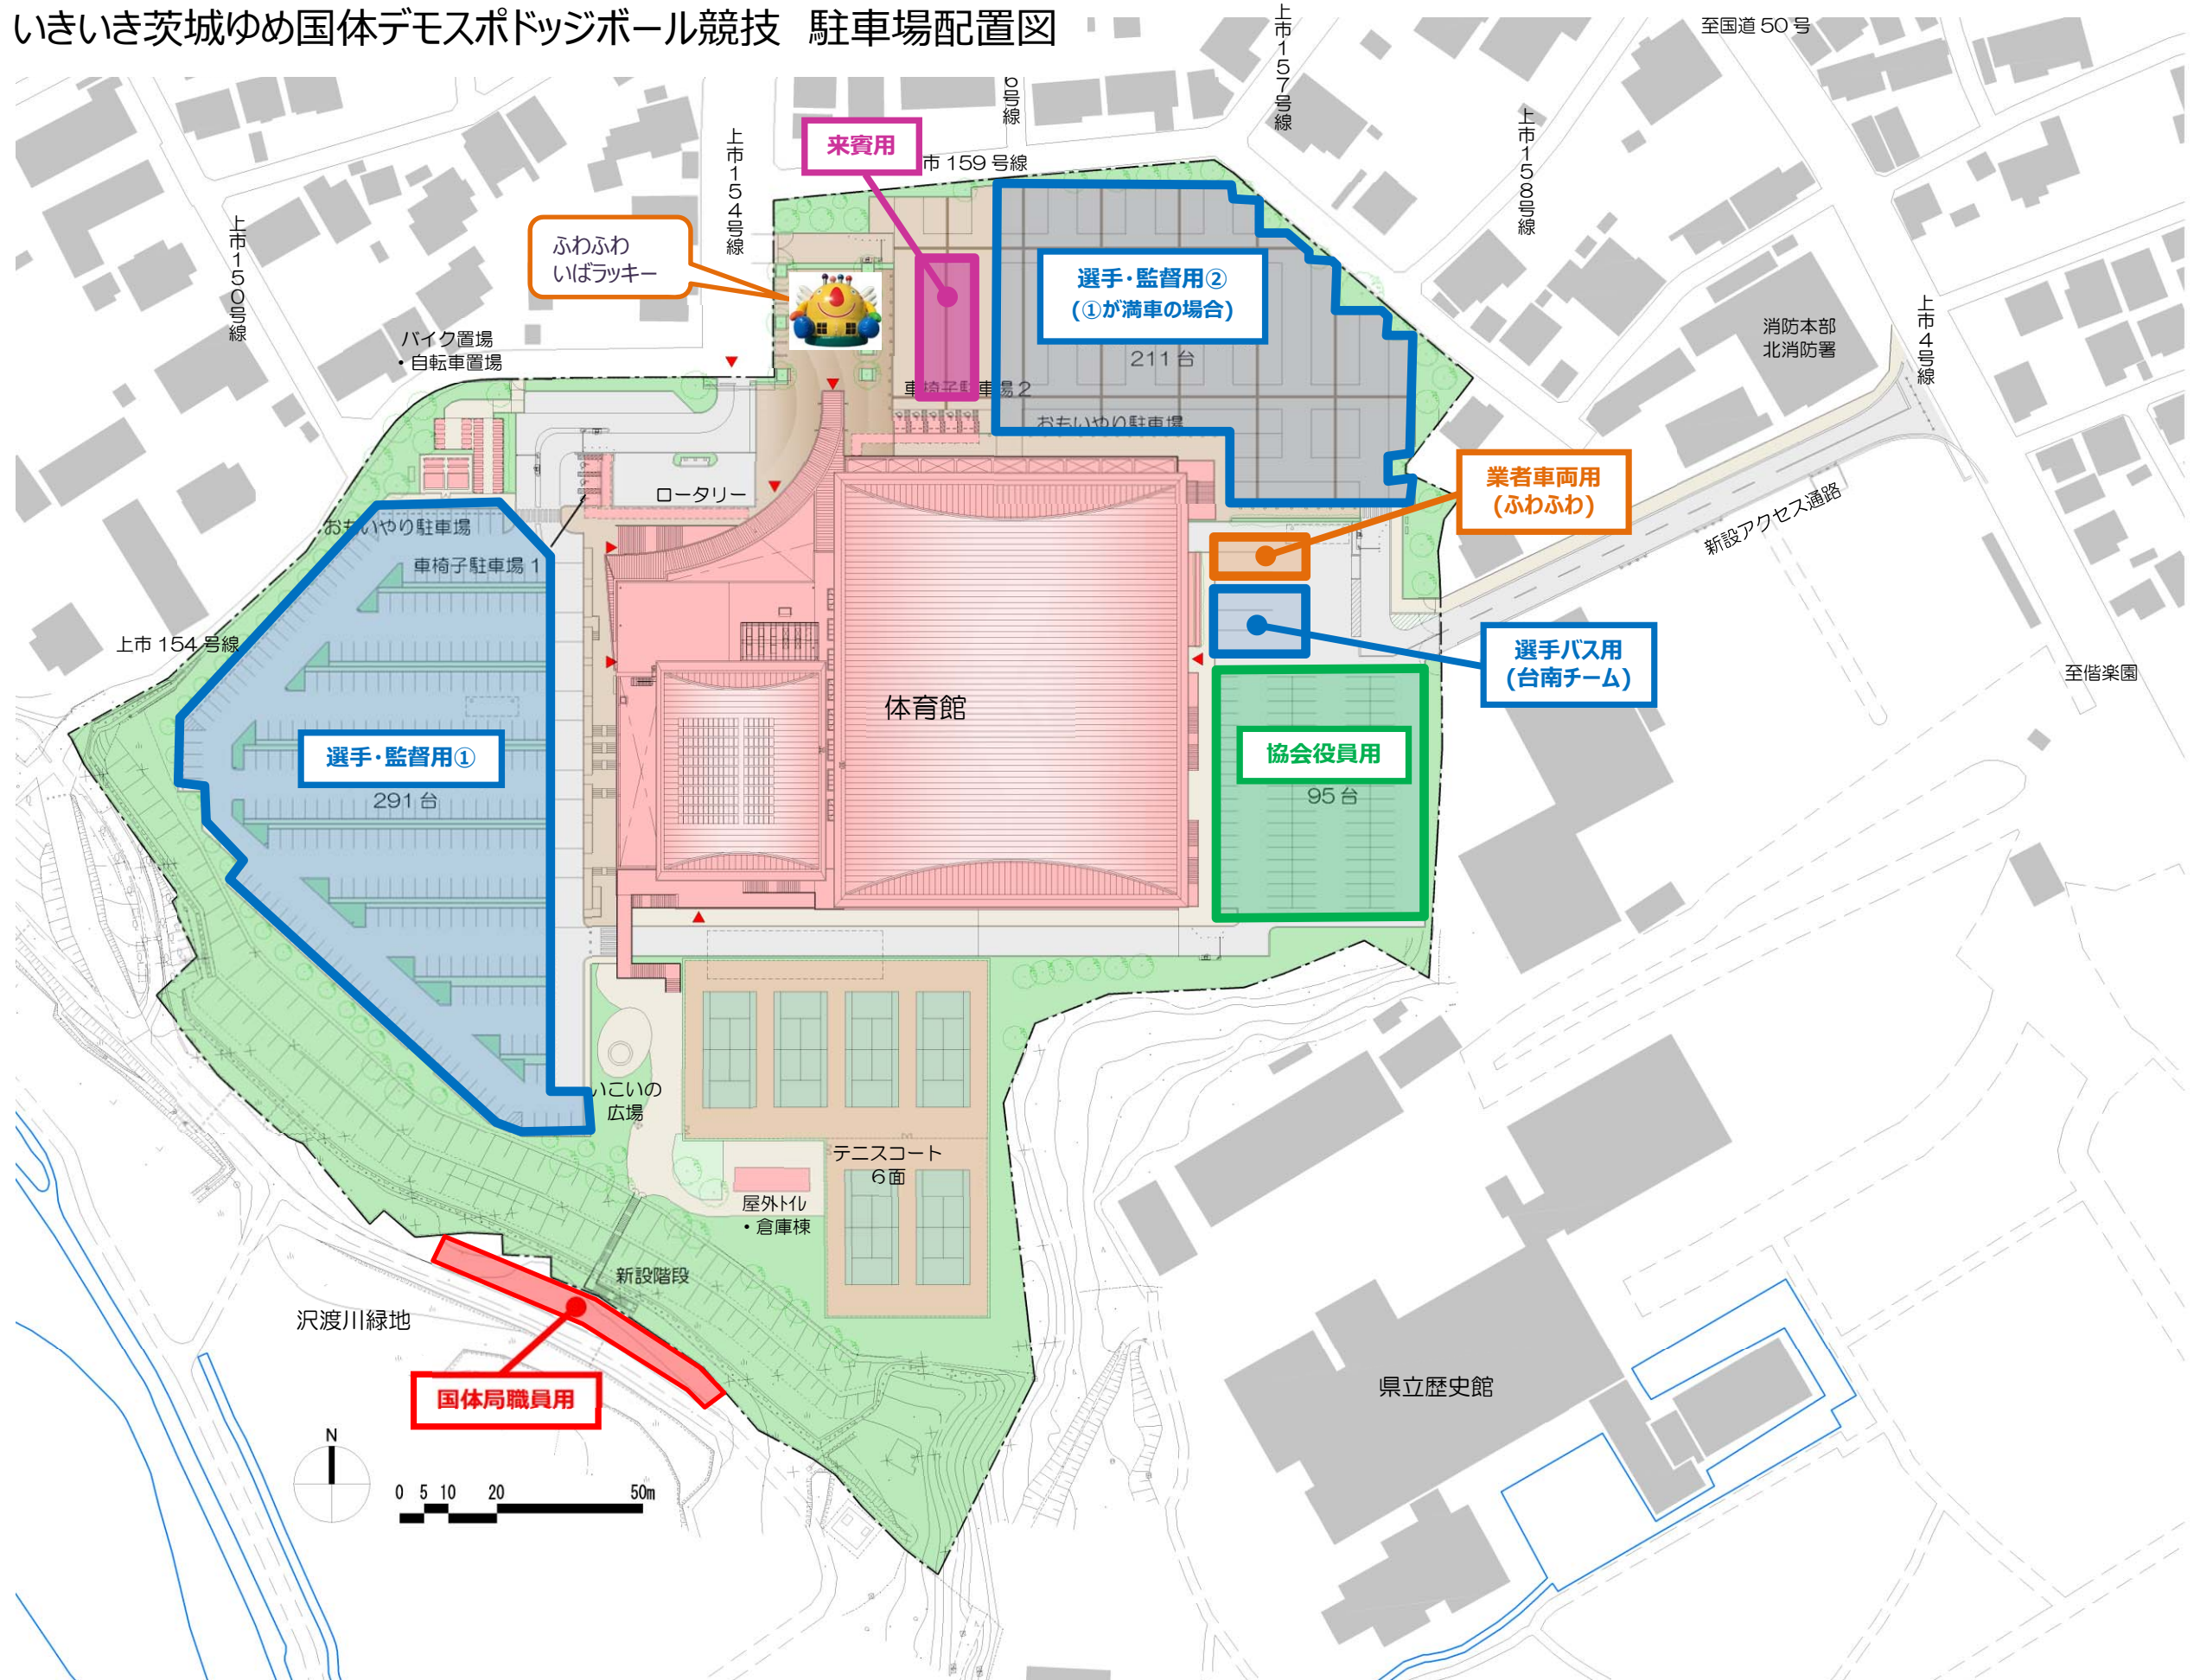 いきいき茨城ゆめ国体デモスポドッジボール競技　駐車場配置図
至国道50号
上市157号線
6号線
上市158号線
上市154号線
来賓用
市159号線
上市150号線
ふわふわ
いばラッキー
選手・監督用②
(①が満車の場合)
211台
消防本部
北消防署
上市4号線
バイク置場
・自転車置場
車椅子駐車場2
おもいやり駐車場
業者車両用
(ふわふわ)
ロータリー
新設アクセス通路
おもいやり駐車場
車椅子駐車場1
上市154号線
選手バス用
(台南チーム)
至偕楽園
体育館
選手・監督用①
291台
協会役員用
95台
いこいの
広場
テニスコート
6面
屋外トイレ
・倉庫棟
新設階段
沢渡川緑地
国体局職員用
県立歴史館
N
0 5 10 20 50m